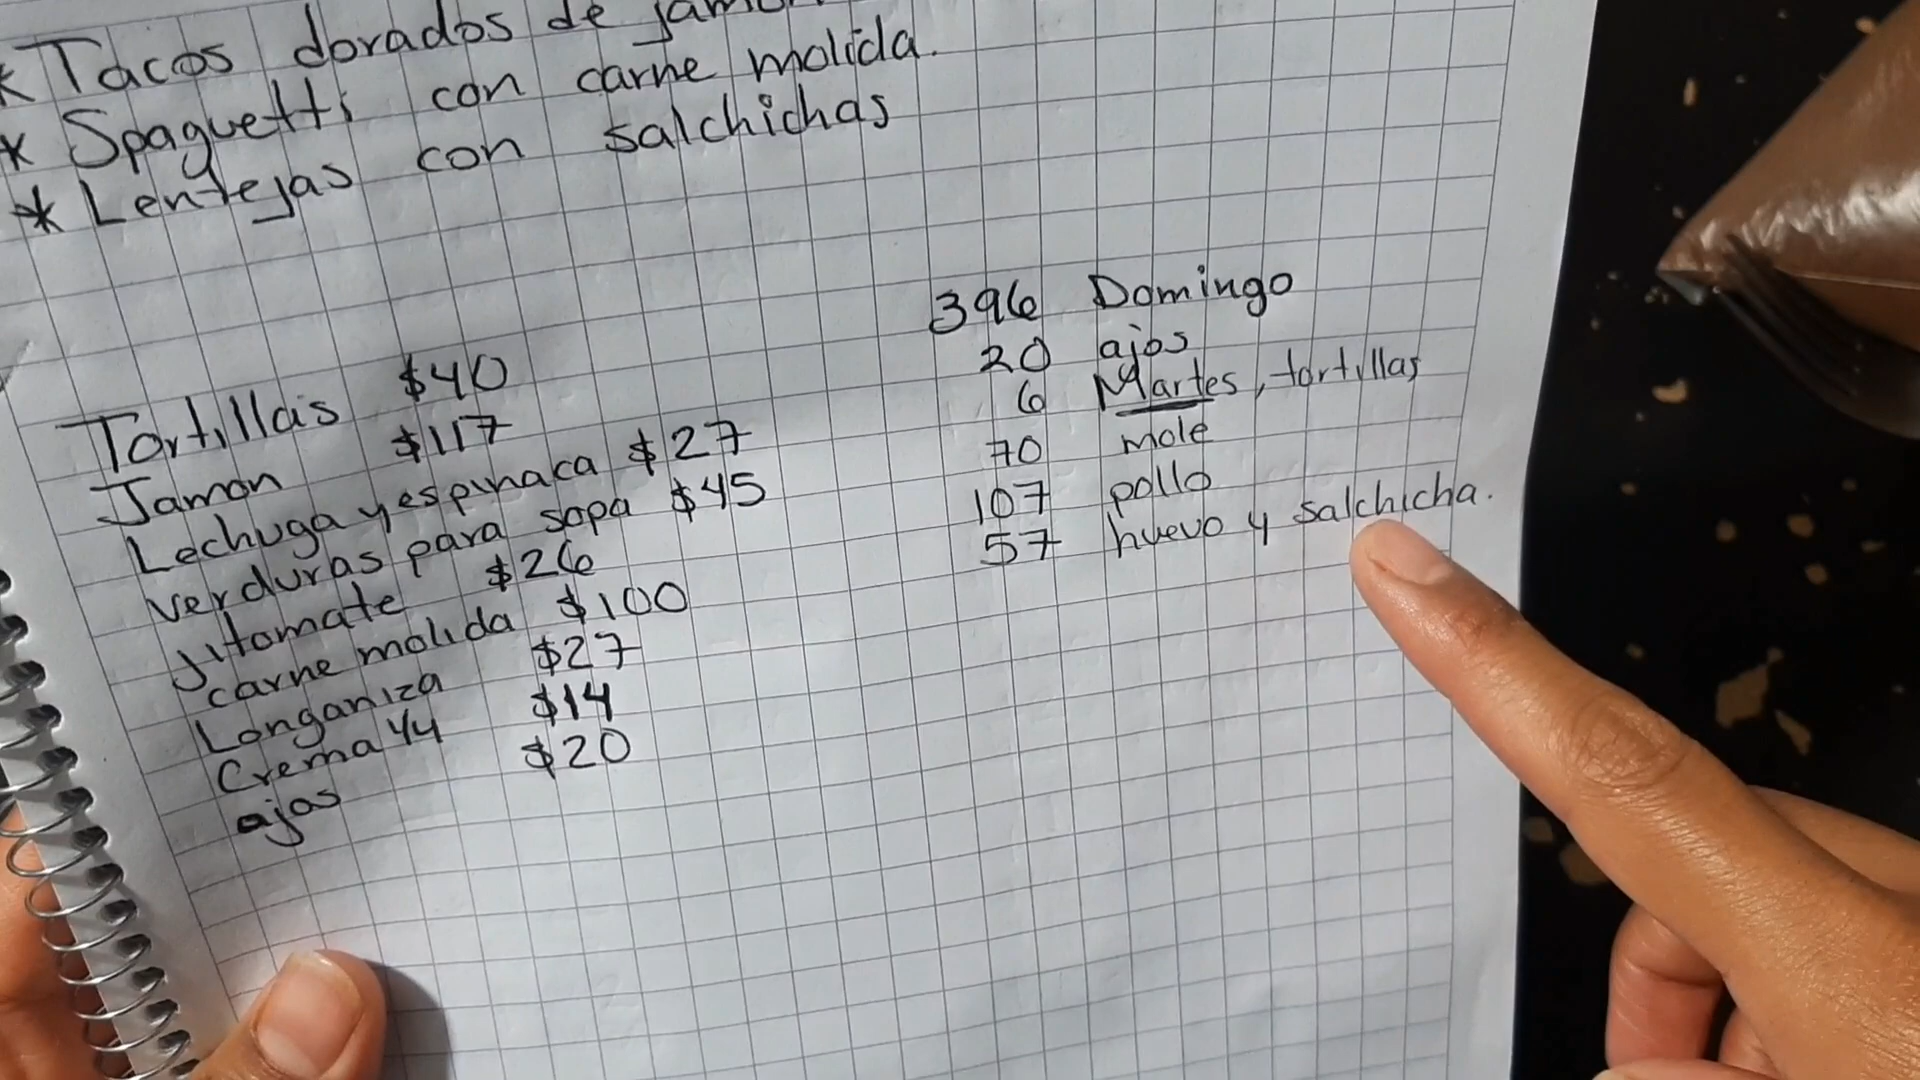 * Tacos dorados de
* Spaguetti con carne molida.
* Lentejas con salchichas
Tortillas $40
Jamon $117
Lechuga y espinaca $27
verduras para sopa $45
jitomate $26
carne molida $100
Longaniza $27
Crema 1/4 $14
ajos $20
396 Domingo
20 ajos
6 Martes, tortillas
70 mole
107 pollo
57 huevo y salchicha.